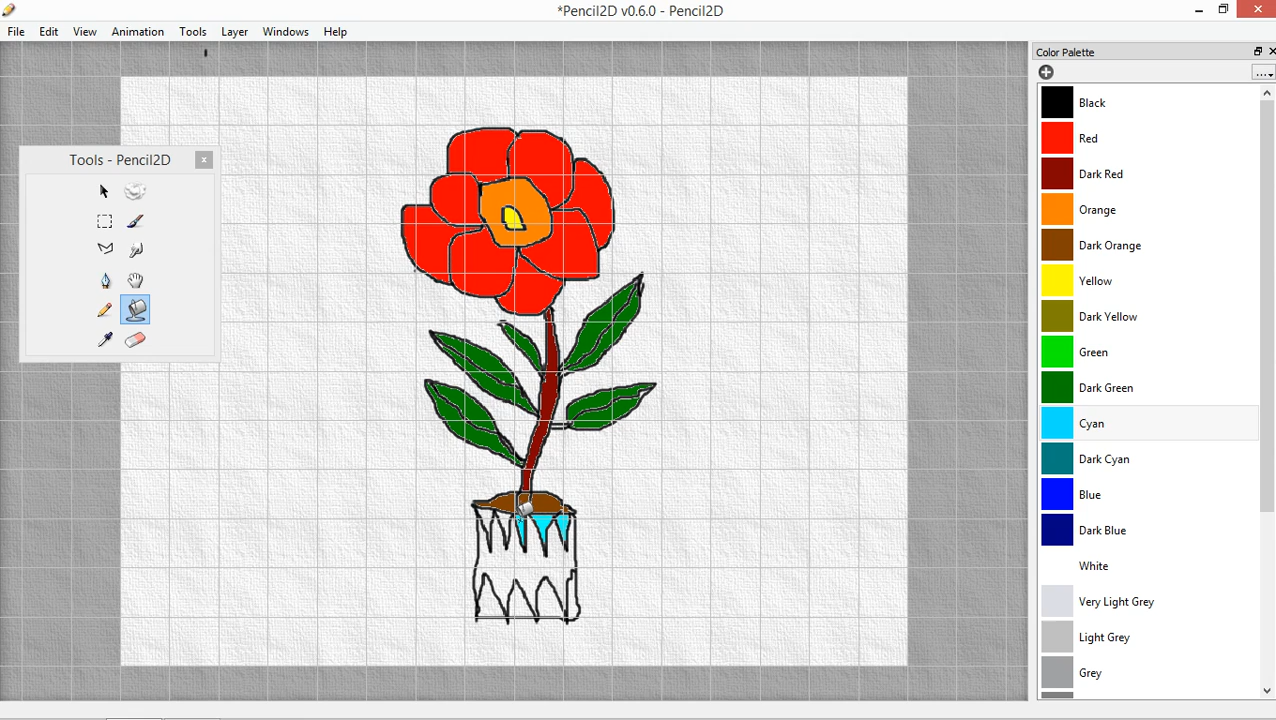 *Pencil2D v0.6.0 - Pencil2D
File Edit View Animation Tools Layer Windows Help
Color Palette
...
Tools - Pencil2D
Black
Red
Dark Red
Orange
Dark Orange
Yellow
Dark Yellow
Green
Dark Green
Cyan
Dark Cyan
Blue
Dark Blue
White
Very Light Grey
Light Grey
Grey